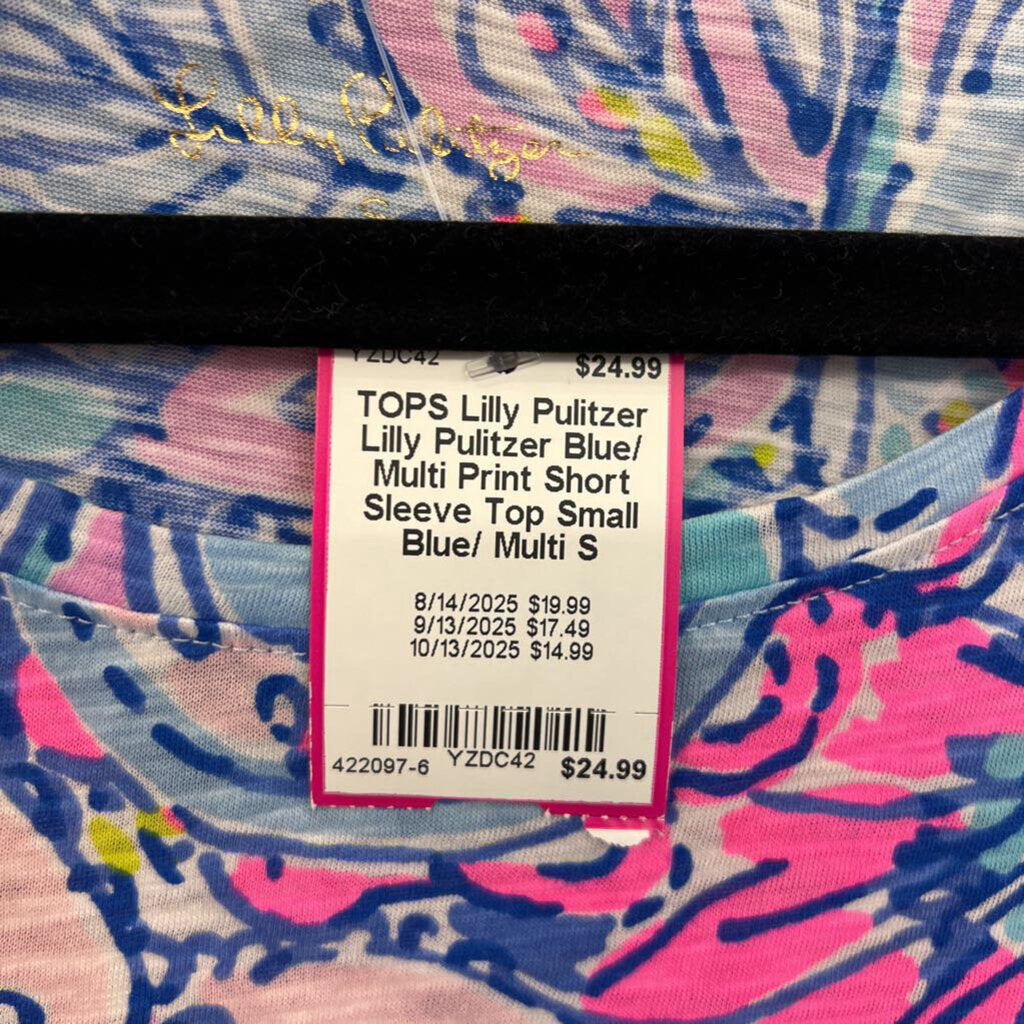 Lilly Pulitzer
S
YZDC42 $24.99
TOPS Lilly Pulitzer
Lilly Pulitzer Blue/
Multi Print Short
Sleeve Top Small
Blue/ Multi S
8/14/2025 $19.99
9/13/2025 $17.49
10/13/2025 $14.99
422097-6 YZDC42 $24.99